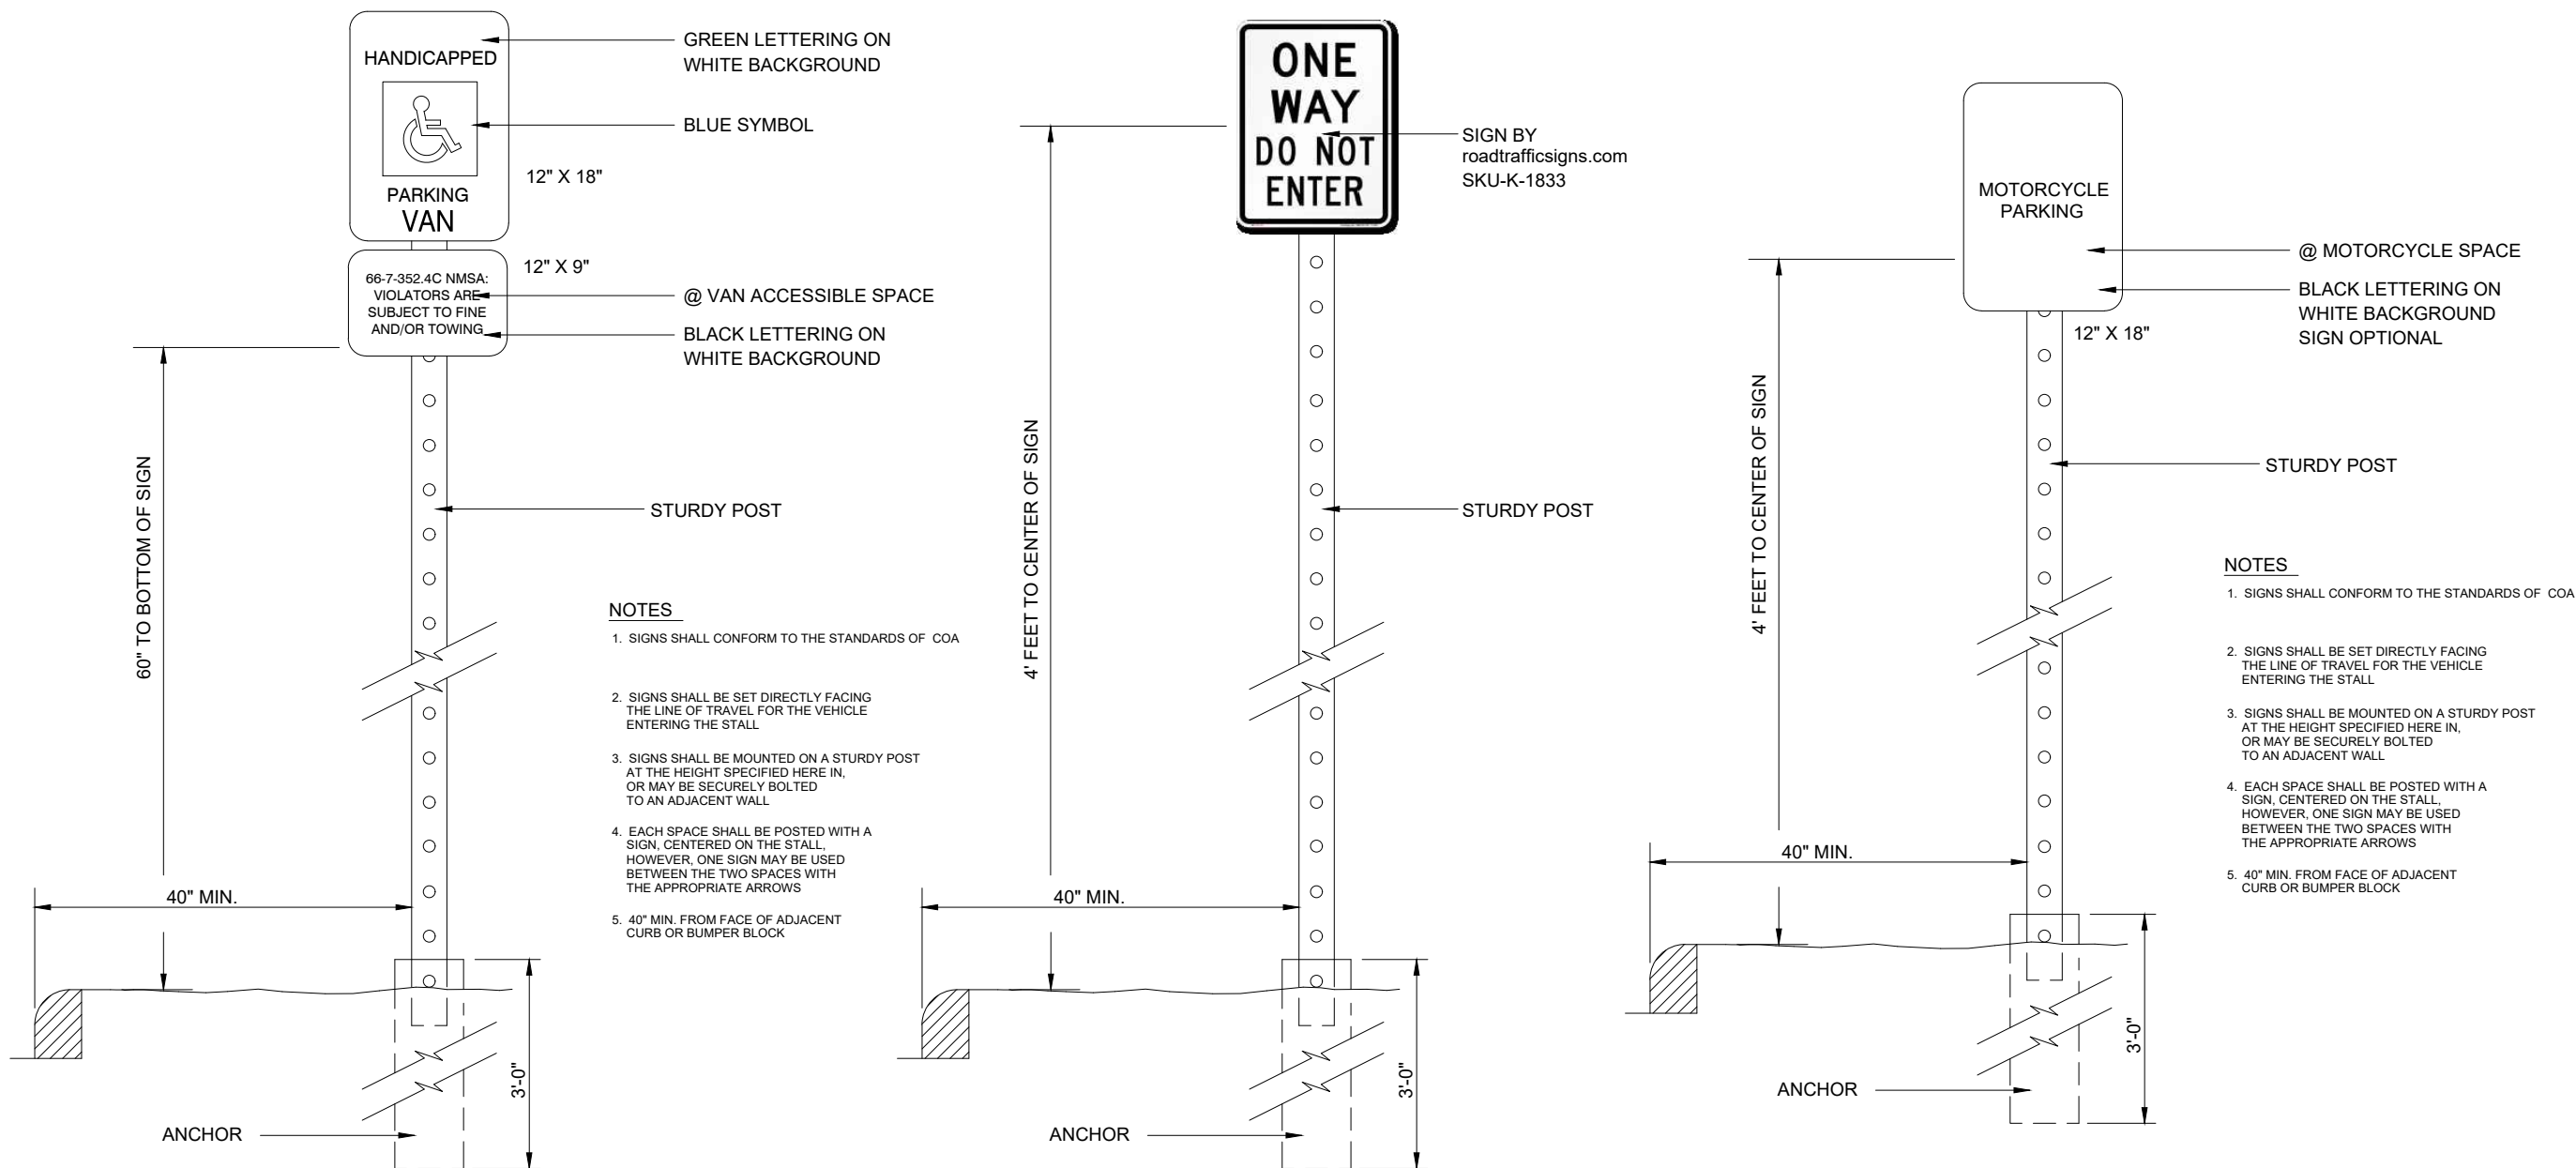 HANDICAPPED
PARKING
VAN
12" X 18"
66-7-352.4C NMSA:
VIOLATORS ARE
SUBJECT TO FINE
AND/OR TOWING
12" X 9"
GREEN LETTERING ON
WHITE BACKGROUND
BLUE SYMBOL
@ VAN ACCESSIBLE SPACE
BLACK LETTERING ON
WHITE BACKGROUND
60" TO BOTTOM OF SIGN
STURDY POST
NOTES
1. SIGNS SHALL CONFORM TO THE STANDARDS OF COA
2. SIGNS SHALL BE SET DIRECTLY FACING
THE LINE OF TRAVEL FOR THE VEHICLE
ENTERING THE STALL
3. SIGNS SHALL BE MOUNTED ON A STURDY POST
AT THE HEIGHT SPECIFIED HERE IN,
OR MAY BE SECURELY BOLTED
TO AN ADJACENT WALL
4. EACH SPACE SHALL BE POSTED WITH A
SIGN, CENTERED ON THE STALL,
HOWEVER, ONE SIGN MAY BE USED
BETWEEN THE TWO SPACES WITH
THE APPROPRIATE ARROWS
5. 40" MIN. FROM FACE OF ADJACENT
CURB OR BUMPER BLOCK
40" MIN.
3'-0"
ANCHOR
ONE
WAY
DO NOT
ENTER
SIGN BY
roadtrafficsigns.com
SKU-K-1833
4' FEET TO CENTER OF SIGN
STURDY POST
40" MIN.
3'-0"
ANCHOR
MOTORCYCLE
PARKING
@ MOTORCYCLE SPACE
BLACK LETTERING ON
WHITE BACKGROUND
SIGN OPTIONAL
12" X 18"
4' FEET TO CENTER OF SIGN
STURDY POST
NOTES
1. SIGNS SHALL CONFORM TO THE STANDARDS OF COA
2. SIGNS SHALL BE SET DIRECTLY FACING
THE LINE OF TRAVEL FOR THE VEHICLE
ENTERING THE STALL
3. SIGNS SHALL BE MOUNTED ON A STURDY POST
AT THE HEIGHT SPECIFIED HERE IN,
OR MAY BE SECURELY BOLTED
TO AN ADJACENT WALL
4. EACH SPACE SHALL BE POSTED WITH A
SIGN, CENTERED ON THE STALL,
HOWEVER, ONE SIGN MAY BE USED
BETWEEN THE TWO SPACES WITH
THE APPROPRIATE ARROWS
5. 40" MIN. FROM FACE OF ADJACENT
CURB OR BUMPER BLOCK
40" MIN.
3'-0"
ANCHOR